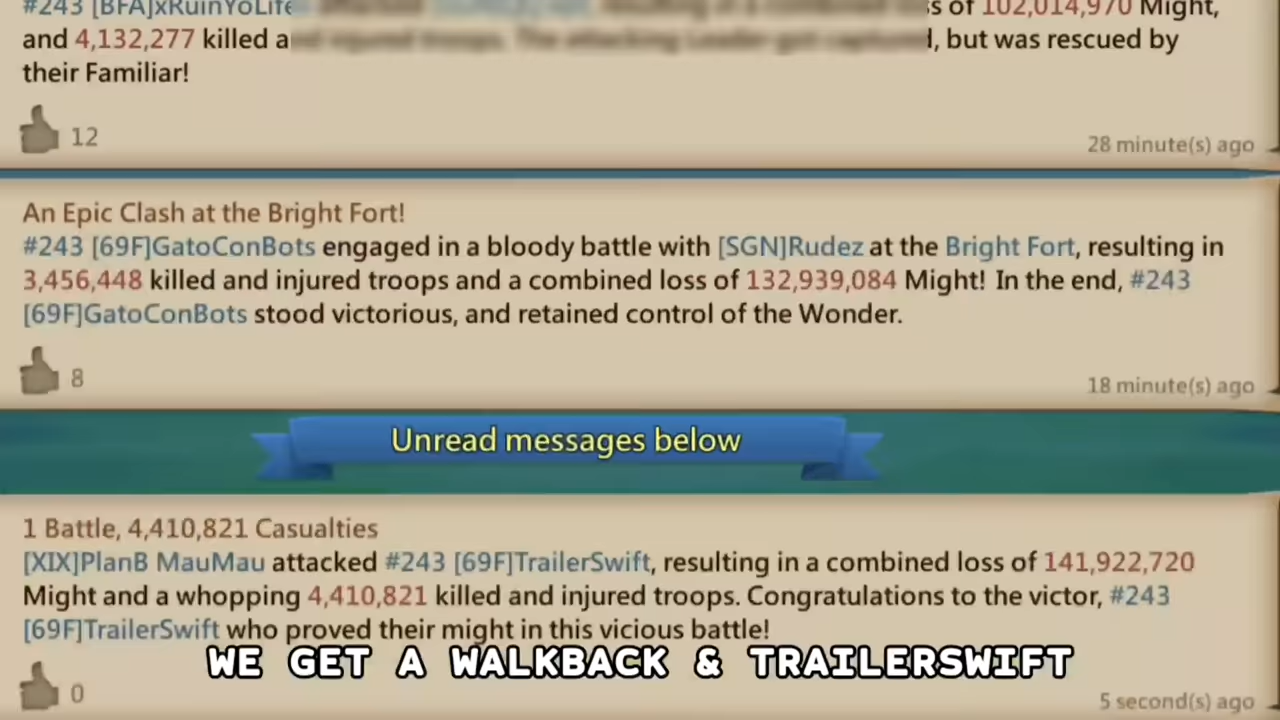 #243 [BFA]xRuinYoLife s of 102,014,970 Might,
and 4,132,277 killed a d, but was rescued by
their Familiar!
12
28 minute(s) ago
An Epic Clash at the Bright Fort!
#243 [69F]GatoConBots engaged in a bloody battle with [SGN]Rudez at the Bright Fort, resulting in
3,456,448 killed and injured troops and a combined loss of 132,939,084 Might! In the end, #243
[69F]GatoConBots stood victorious, and retained control of the Wonder.
8
18 minute(s) ago
Unread messages below
1 Battle, 4,410,821 Casualties
[XIX]PlanB MauMau attacked #243 [69F]TrailerSwift, resulting in a combined loss of 141,922,720
Might and a whopping 4,410,821 killed and injured troops. Congratulations to the victor, #243
[69F]TrailerSwift who proved their might in this vicious battle!
WE GET A WALKBACK & TRAILERSWIFT
0
5 second(s) ago